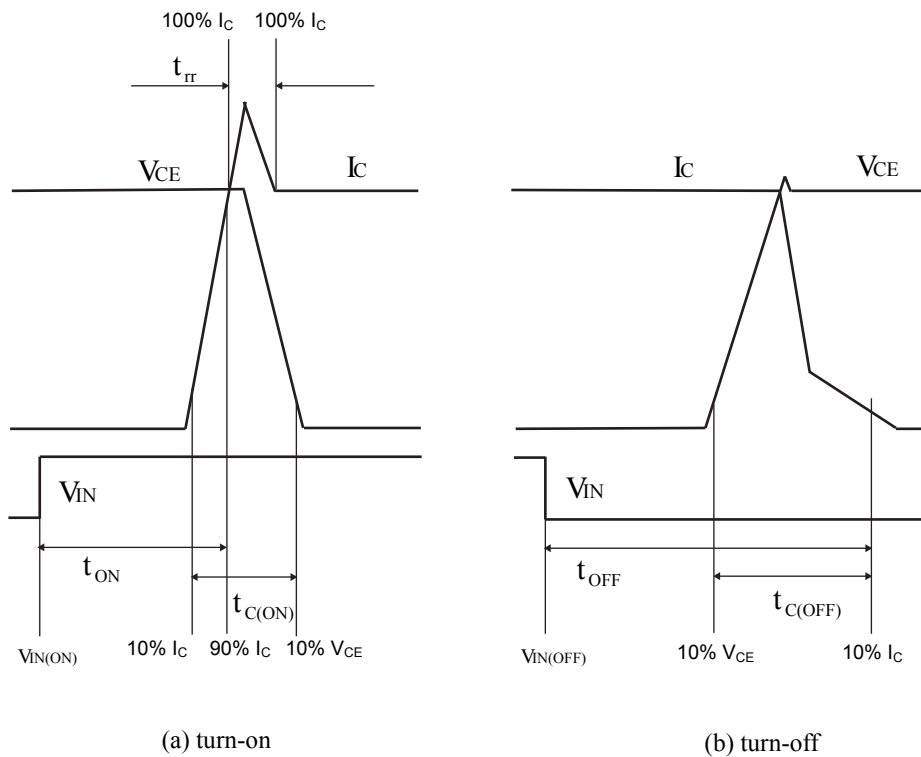 100% IC 100% IC
trr
VCE IC
VIN
tON
tC(ON)
VIN(ON) 10% IC 90% IC 10% VCE
(a) turn-on
IC VCE
VIN
tOFF
tC(OFF)
VIN(OFF) 10% VCE 10% IC
(b) turn-off